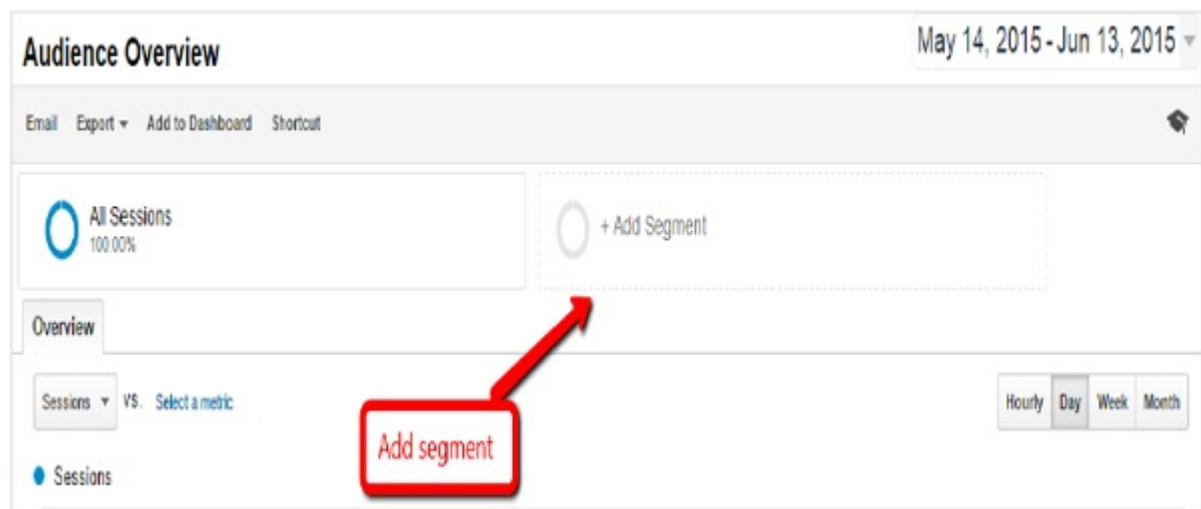 Audience Overview
May 14, 2015 - Jun 13, 2015
Email Export Add to Dashboard Shortcut
All Sessions
100.00%
+ Add Segment
Overview
Sessions VS. Select a metric
Hourly Day Week Month
Add segment
Sessions